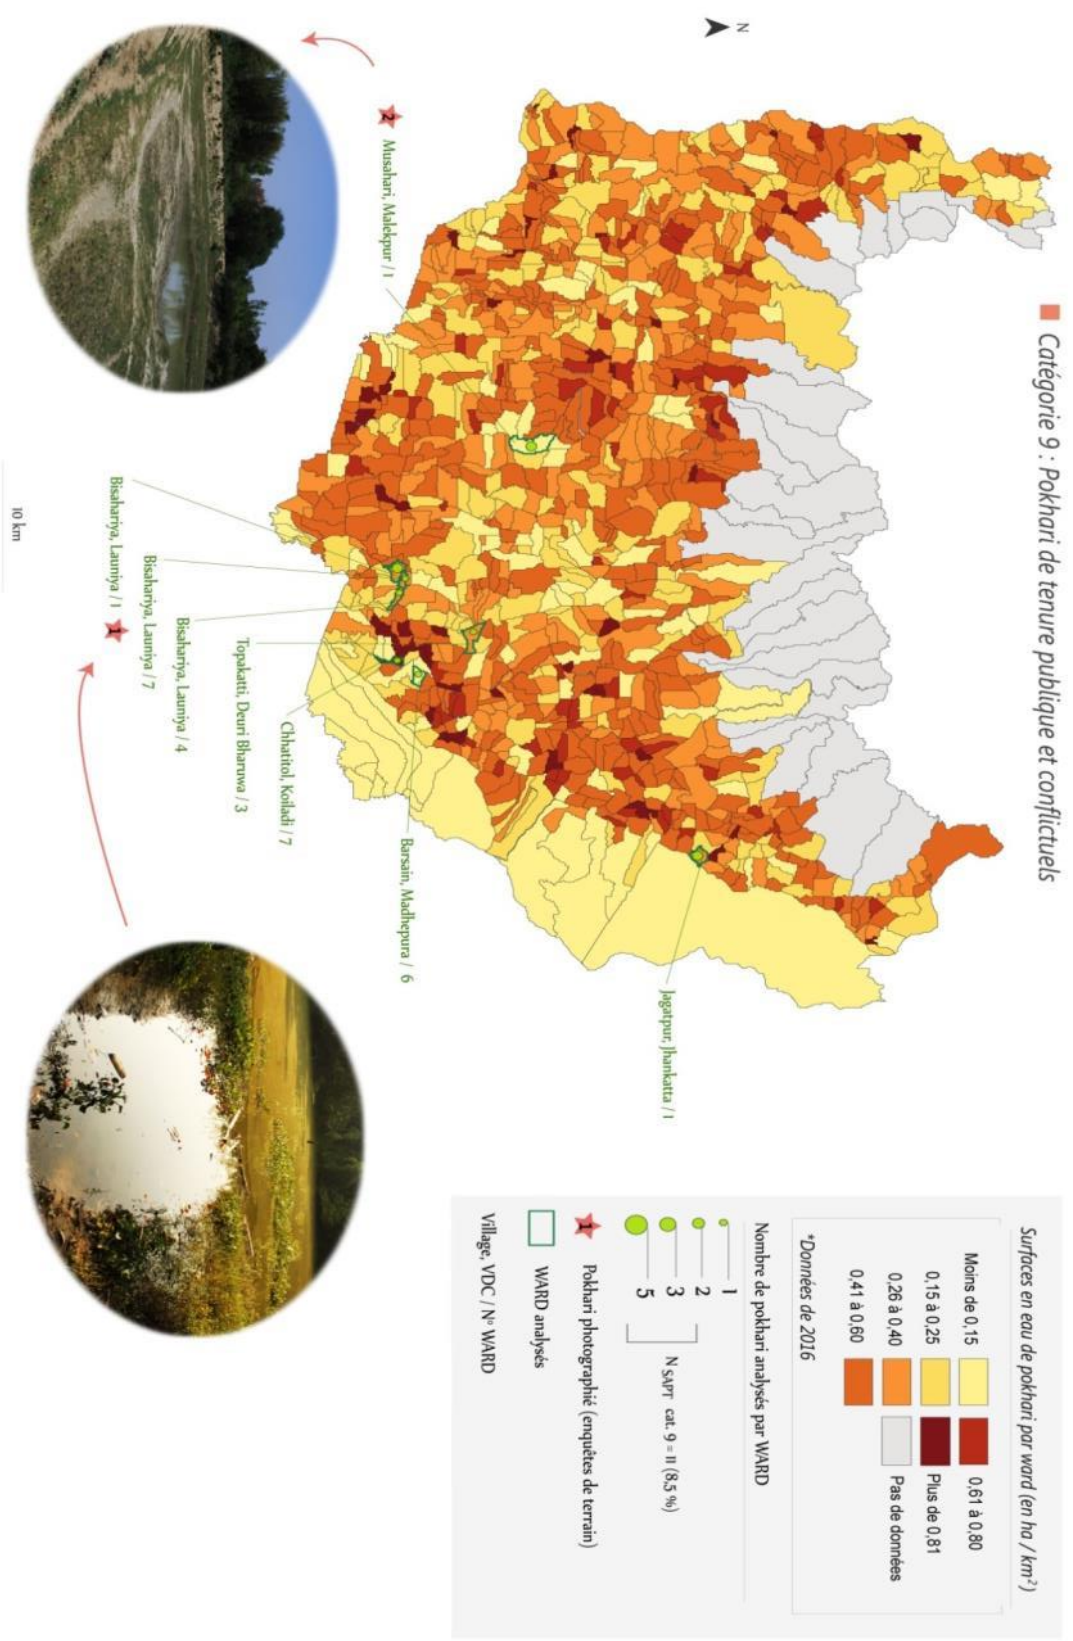 Catégorie 9 : Pokhari de tenure publique et conflictuels
N
2
Musahari, Malekpur / 1
Bisahariya, Launiya / 1
1
Bisahariya, Launiya / 7
Bisahariya, Launiya / 4
Topakatti, Deuri Bharuwa / 3
Chhatitol, Koiladi / 7
Barsain, Madhepura / 6
Jagatpur, Jhankatta / 1
10 km
Surfaces en eau de pokhari par ward (en ha / km²)
Moins de 0,15
0,61 à 0,80
0,15 à 0,25
Plus de 0,81
0,26 à 0,40
Pas de données
0,41 à 0,60
*Données de 2016
Nombre de pokhari analysés par WARD
1
2
3
5
N SAPT cat. 9 = 11 (8,5 %)
1
Pokhari photographié (enquêtes de terrain)
WARD analysés
Village, VDC / N° WARD